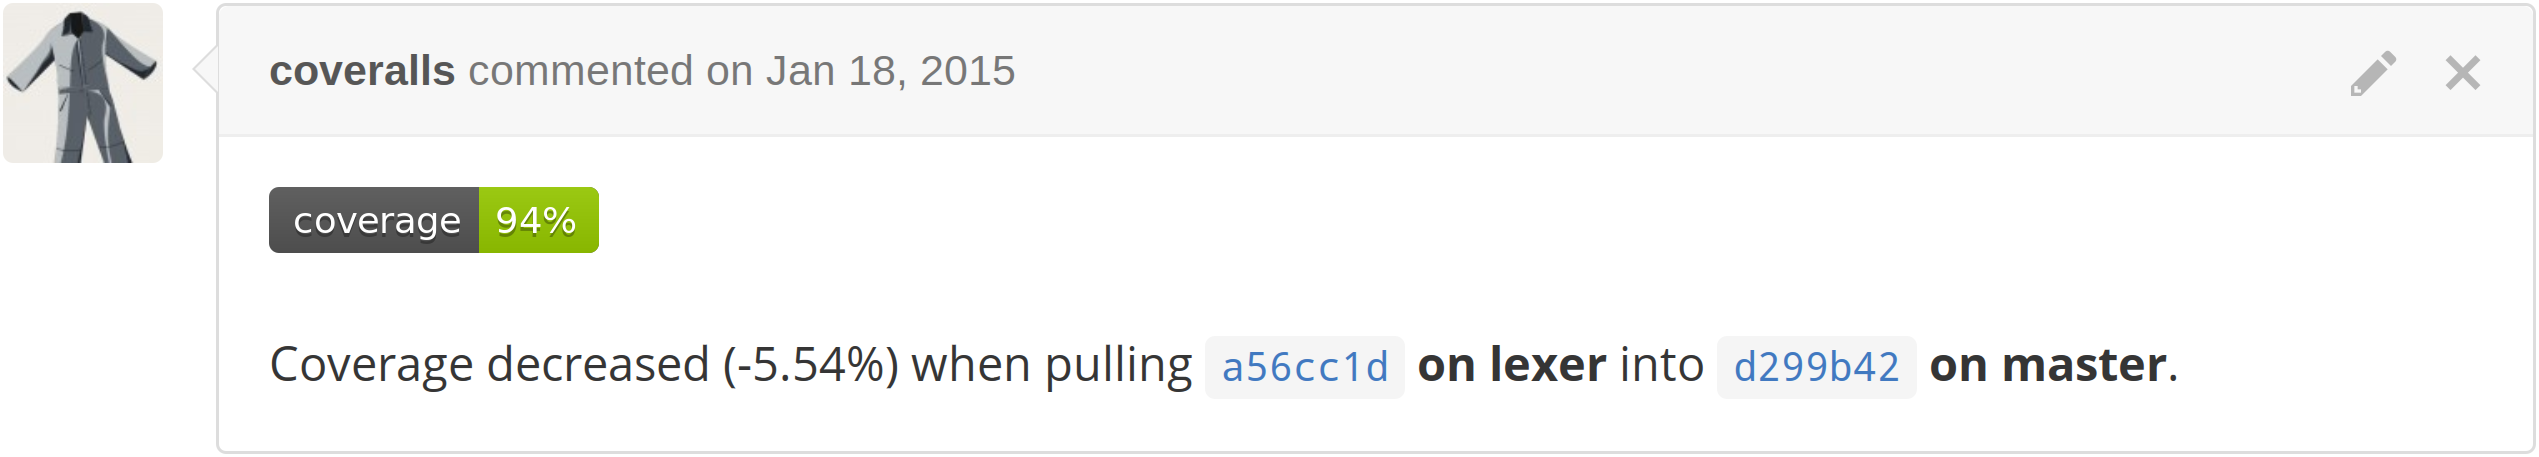 coveralls commented on Jan 18, 2015
coverage 94%
Coverage decreased (-5.54%) when pulling a56cc1d on lexer into d299b42 on master.